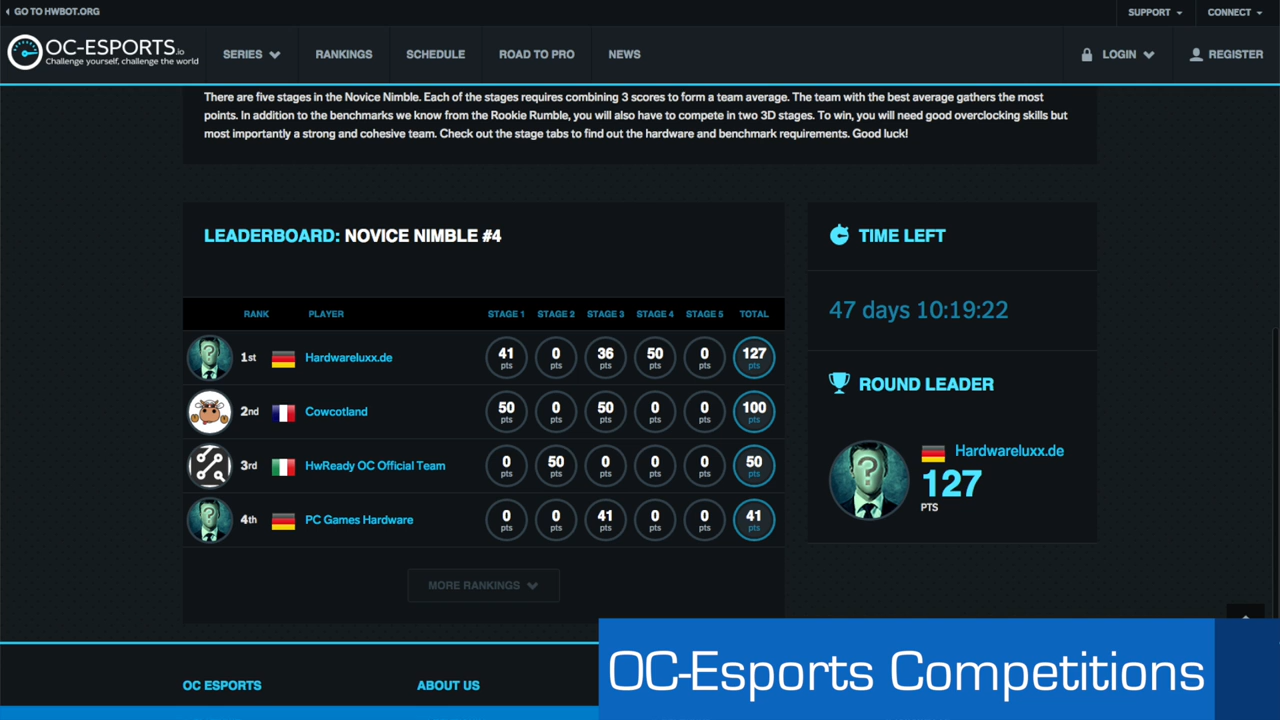 GO TO HWBOT.ORG
SUPPORT
CONNECT
OC-ESPORTS.io
Challenge yourself, challenge the world
SERIES
RANKINGS
SCHEDULE
ROAD TO PRO
NEWS
LOGIN
REGISTER
There are five stages in the Novice Nimble. Each of the stages requires combining 3 scores to form a team average. The team with the best average gathers the most
points. In addition to the benchmarks we know from the Rookie Rumble, you will also have to compete in two 3D stages. To win, you will need good overclocking skills but
most importantly a strong and cohesive team. Check out the stage tabs to find out the hardware and benchmark requirements. Good luck!
LEADERBOARD: NOVICE NIMBLE #4
RANK PLAYER STAGE 1 STAGE 2 STAGE 3 STAGE 4 STAGE 5 TOTAL
1st Hardwareluxx.de 41 pts 0 pts 36 pts 50 pts 0 pts 127 pts
2nd Cowcotland 50 pts 0 pts 50 pts 0 pts 0 pts 100 pts
3rd HwReady OC Official Team 0 pts 50 pts 0 pts 0 pts 0 pts 50 pts
4th PC Games Hardware 0 pts 0 pts 41 pts 0 pts 0 pts 41 pts
MORE RANKINGS
TIME LEFT
47 days 10:19:22
ROUND LEADER
Hardwareluxx.de
127
PTS
OC ESPORTS
ABOUT US
OC-Esports Competitions